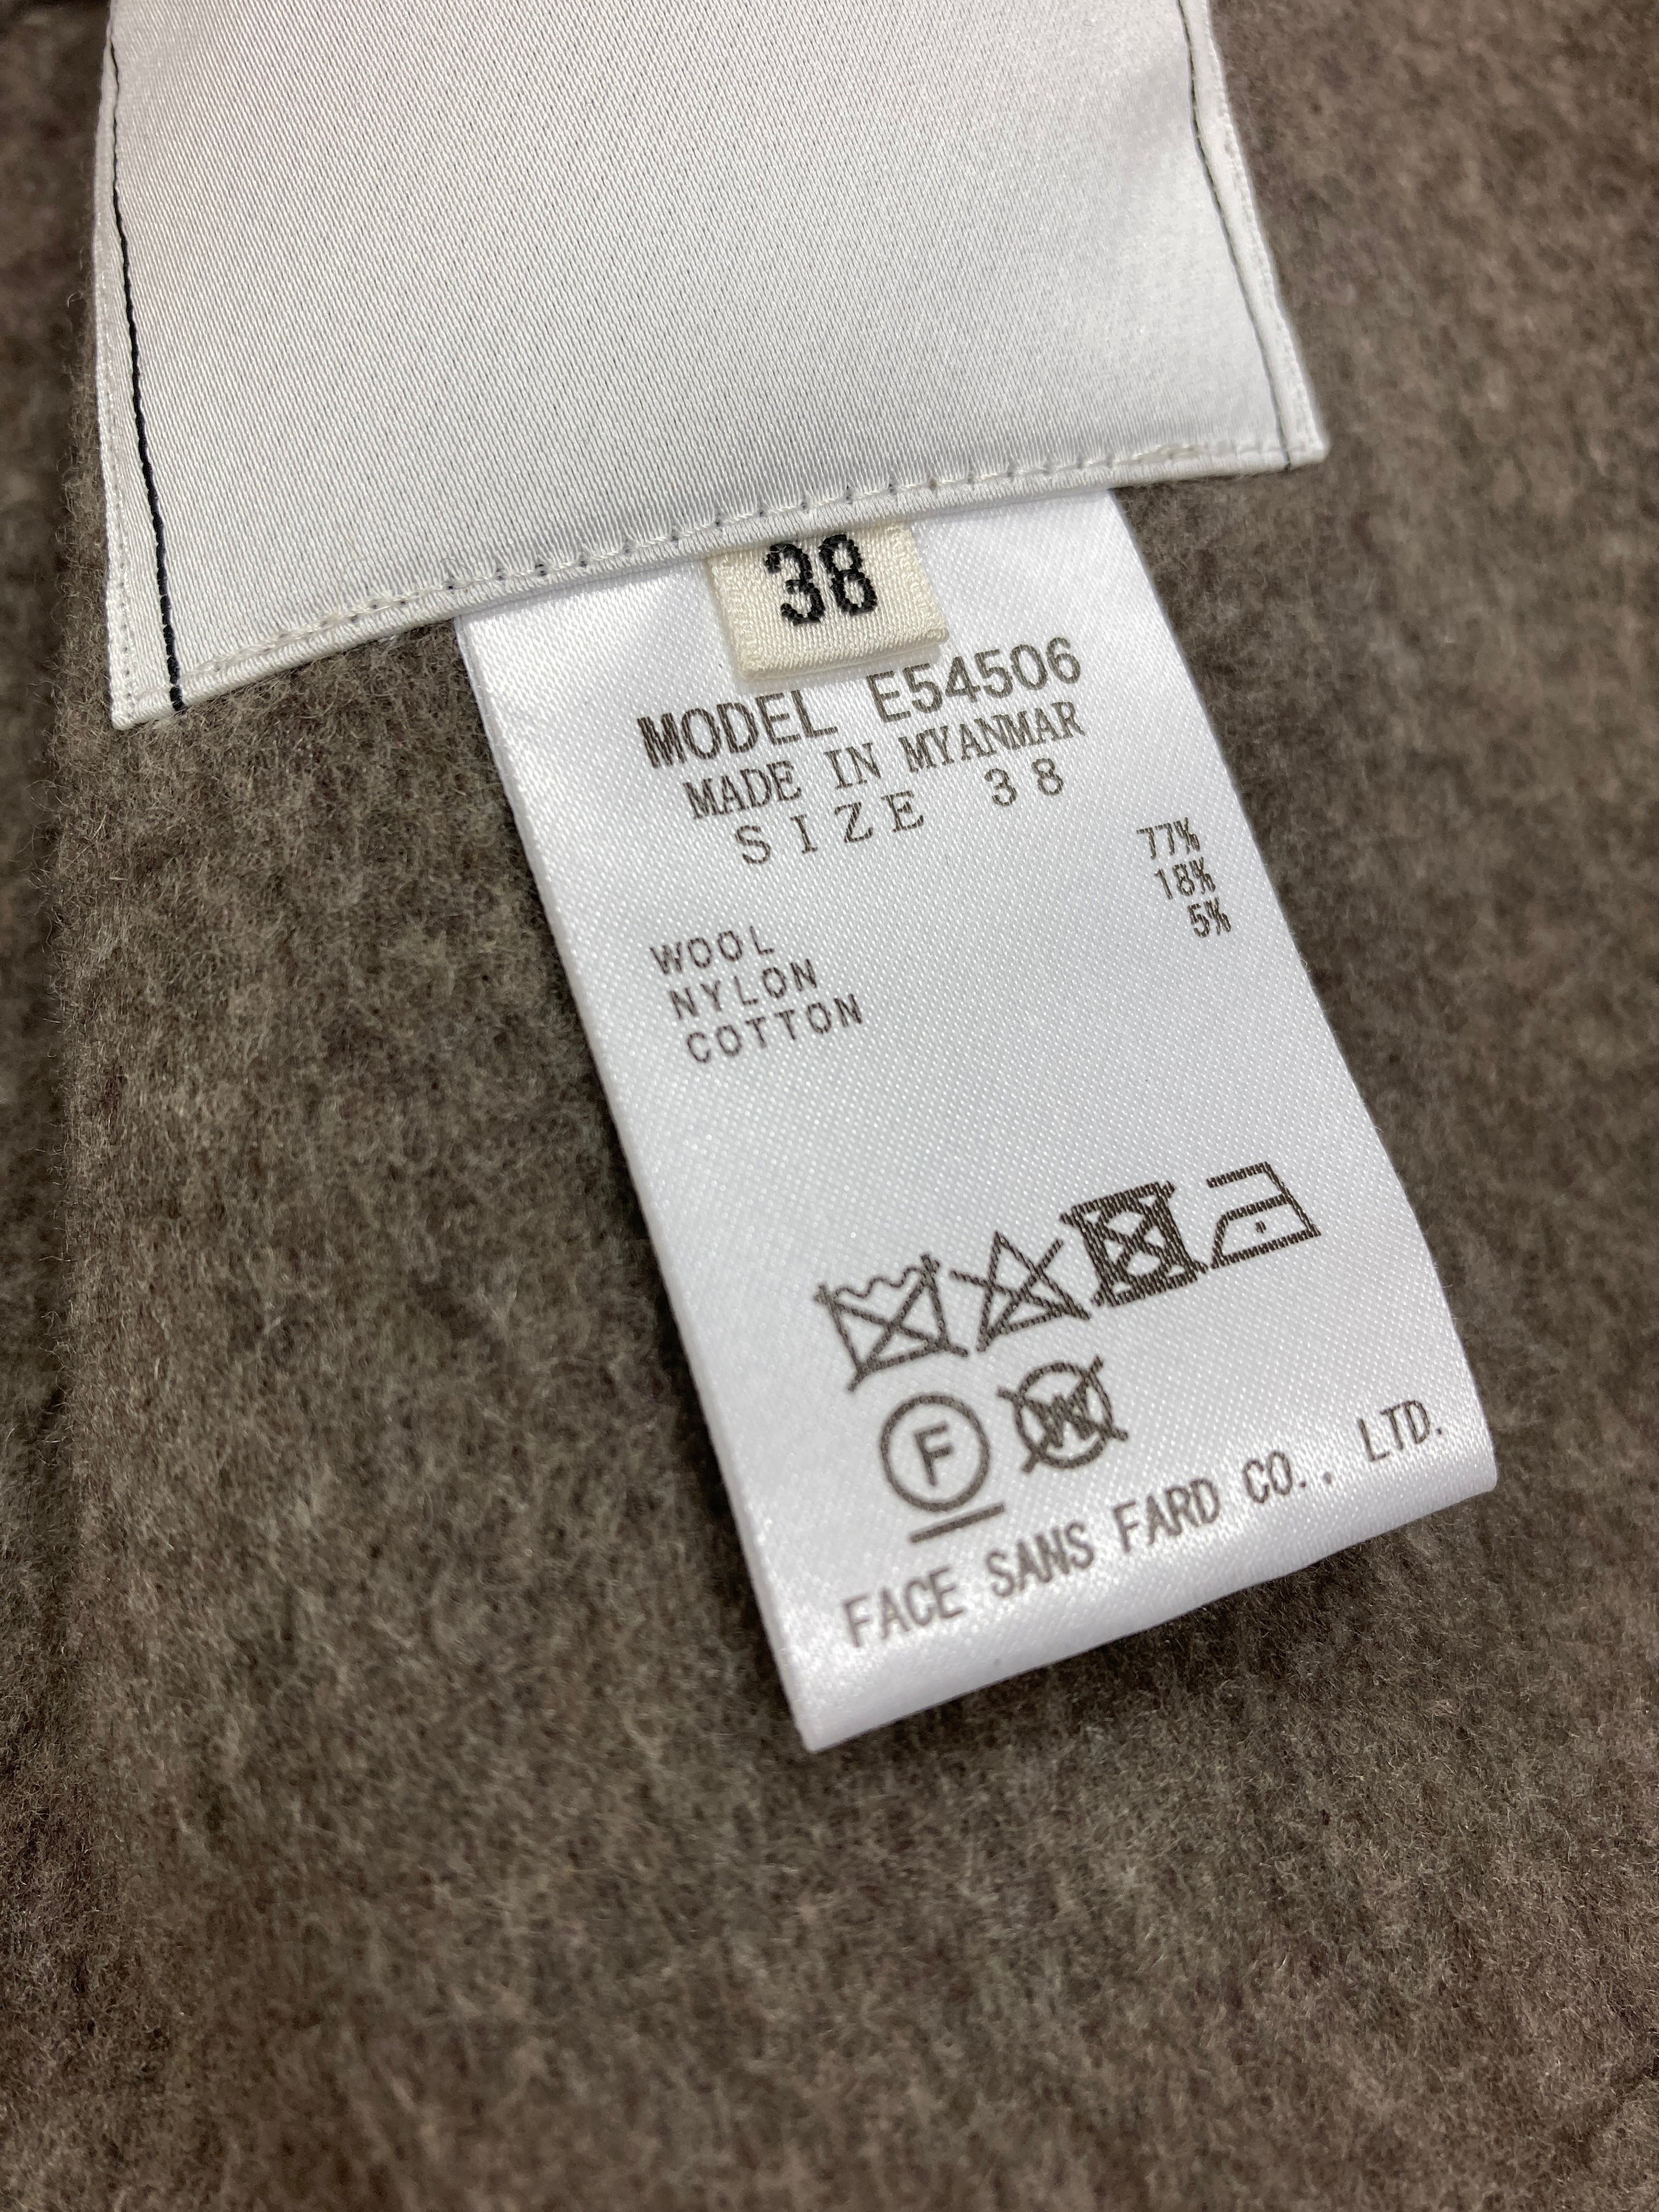 38
MODEL E54506
MADE IN MYANMAR
SIZE 38
WOOL 77%
NYLON 18%
COTTON 5%
F W
FACE SANS FARD CO., LTD.